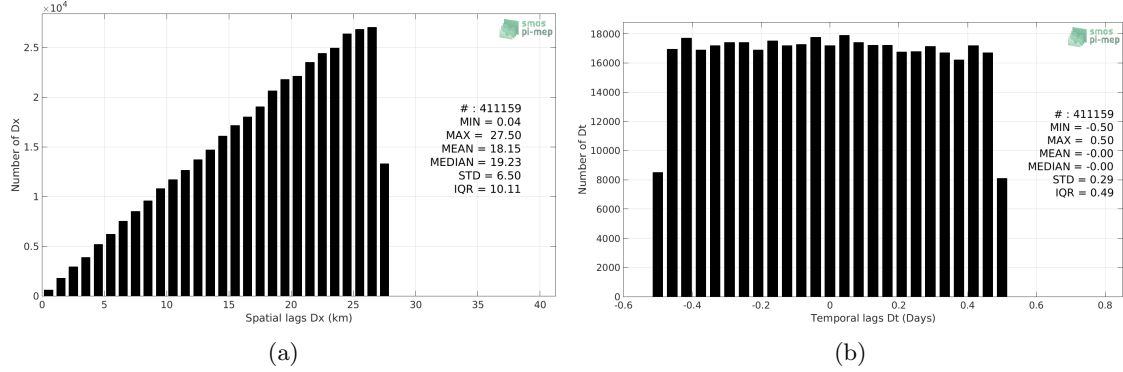 ×10⁴
2.5
2
1.5
1
0.5
0
Number of Dx
0 5 10 15 20 25 30 35 40
Spatial lags Dx (km)
smos
pi-mep
# : 411159
MIN = 0.04
MAX = 27.50
MEAN = 18.15
MEDIAN = 19.23
STD = 6.50
IQR = 10.11
(a)
18000
16000
14000
12000
10000
8000
6000
4000
2000
0
Number of Dt
-0.6 -0.4 -0.2 0 0.2 0.4 0.6 0.8
Temporal lags Dt (Days)
smos
pi-mep
# : 411159
MIN = -0.50
MAX = 0.50
MEAN = -0.00
MEDIAN = -0.00
STD = 0.29
IQR = 0.49
(b)